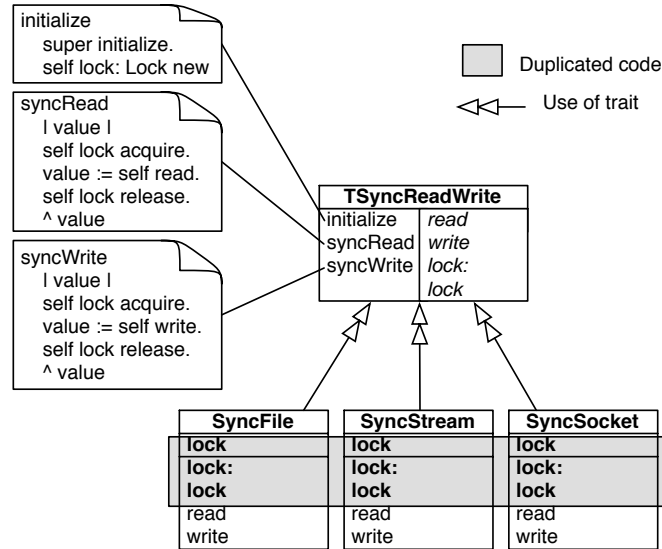 initialize
super initialize.
self lock: Lock new
syncRead
| value |
self lock acquire.
value := self read.
self lock release.
^ value
syncWrite
| value |
self lock acquire.
value := self write.
self lock release.
^ value
Duplicated code
Use of trait
TSyncReadWrite
initialize read
syncRead write
syncWrite lock:
lock
SyncFile SyncStream SyncSocket
lock lock lock
lock: lock: lock:
lock lock lock
read read read
write write write